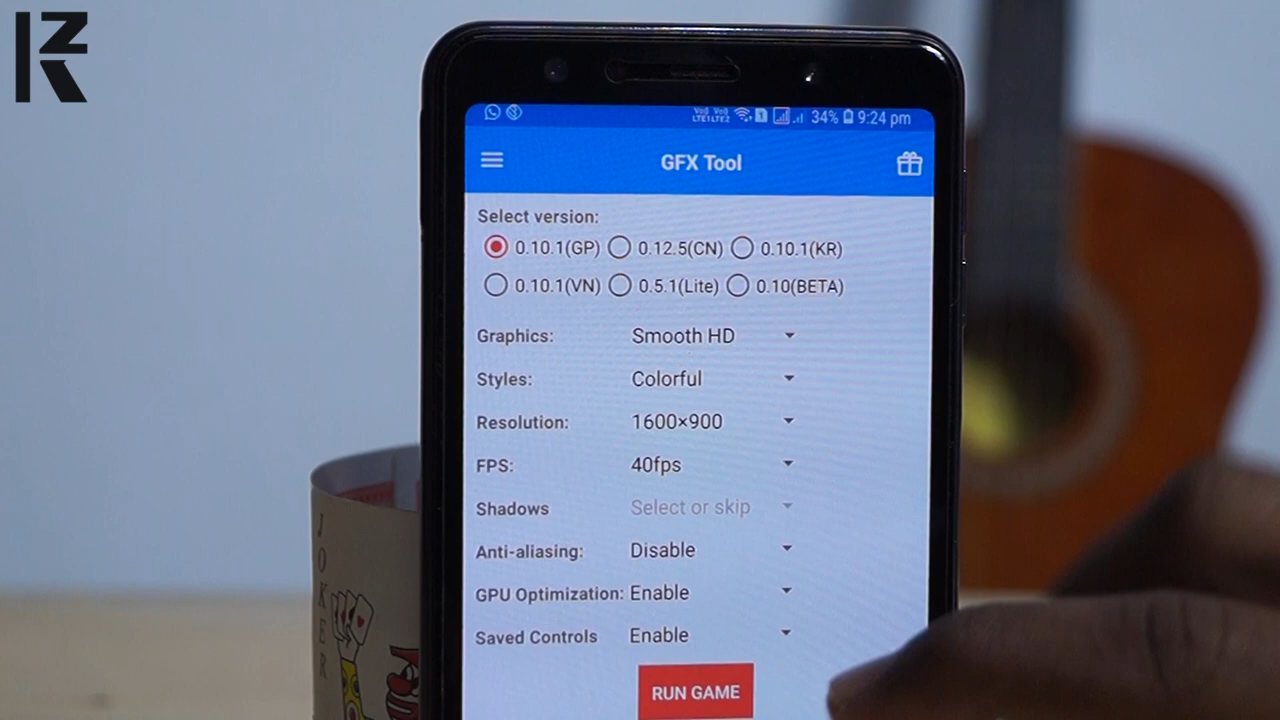 KZ
34% 9:24 pm
GFX Tool
Select version:
0.10.1(GP) 0.12.5(CN) 0.10.1(KR)
0.10.1(VN) 0.5.1(Lite) 0.10(BETA)
Graphics: Smooth HD
Styles: Colorful
Resolution: 1600×900
FPS: 40fps
Shadows Select or skip
Anti-aliasing: Disable
GPU Optimization: Enable
Saved Controls Enable
RUN GAME
JOKER